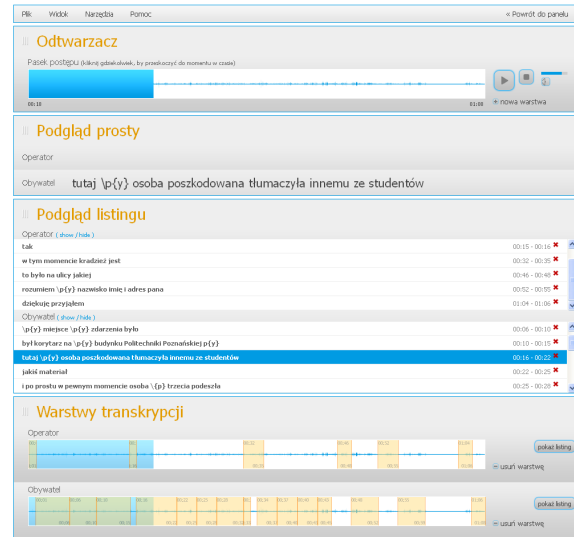 Plik Widok Narzędzia Pomoc « Powrót do panelu
Odtwarzacz
Pasek postępu (kliknij gdziekolwiek, by przeskoczyć do momentu w czasie)
00:18 01:08
nowa warstwa
Podgląd prosty
Operator
Obywatel tutaj \p{y} osoba poszkodowana tłumaczyła innemu ze studentów
Podgląd listingu
Operator ( show / hide )
tak 00:15 - 00:16
w tym momencie kradzież jest 00:32 - 00:35
to było na ulicy jakiej 00:46 - 00:48
rozumiem \p{y} nazwisko imię i adres pana 00:52 - 00:55
dziękuję przyjąłem 01:04 - 01:06
Obywatel ( show / hide )
\p{y} miejsce \p{y} zdarzenia było 00:06 - 00:10
był korytarz na \p{y} budynku Politechniki Poznańskiej p{y} 00:10 - 00:15
tutaj \p{y} osoba poszkodowana tłumaczyła innemu ze studentów 00:16 - 00:22
jakiś materiał 00:22 - 00:25
i po prostu w pewnym momencie osoba \{p} trzecia podeszła 00:25 - 00:28
Warstwy transkrypcji
Operator
pokaż listing
usuń warstwę
Obywatel
pokaż listing
usuń warstwę